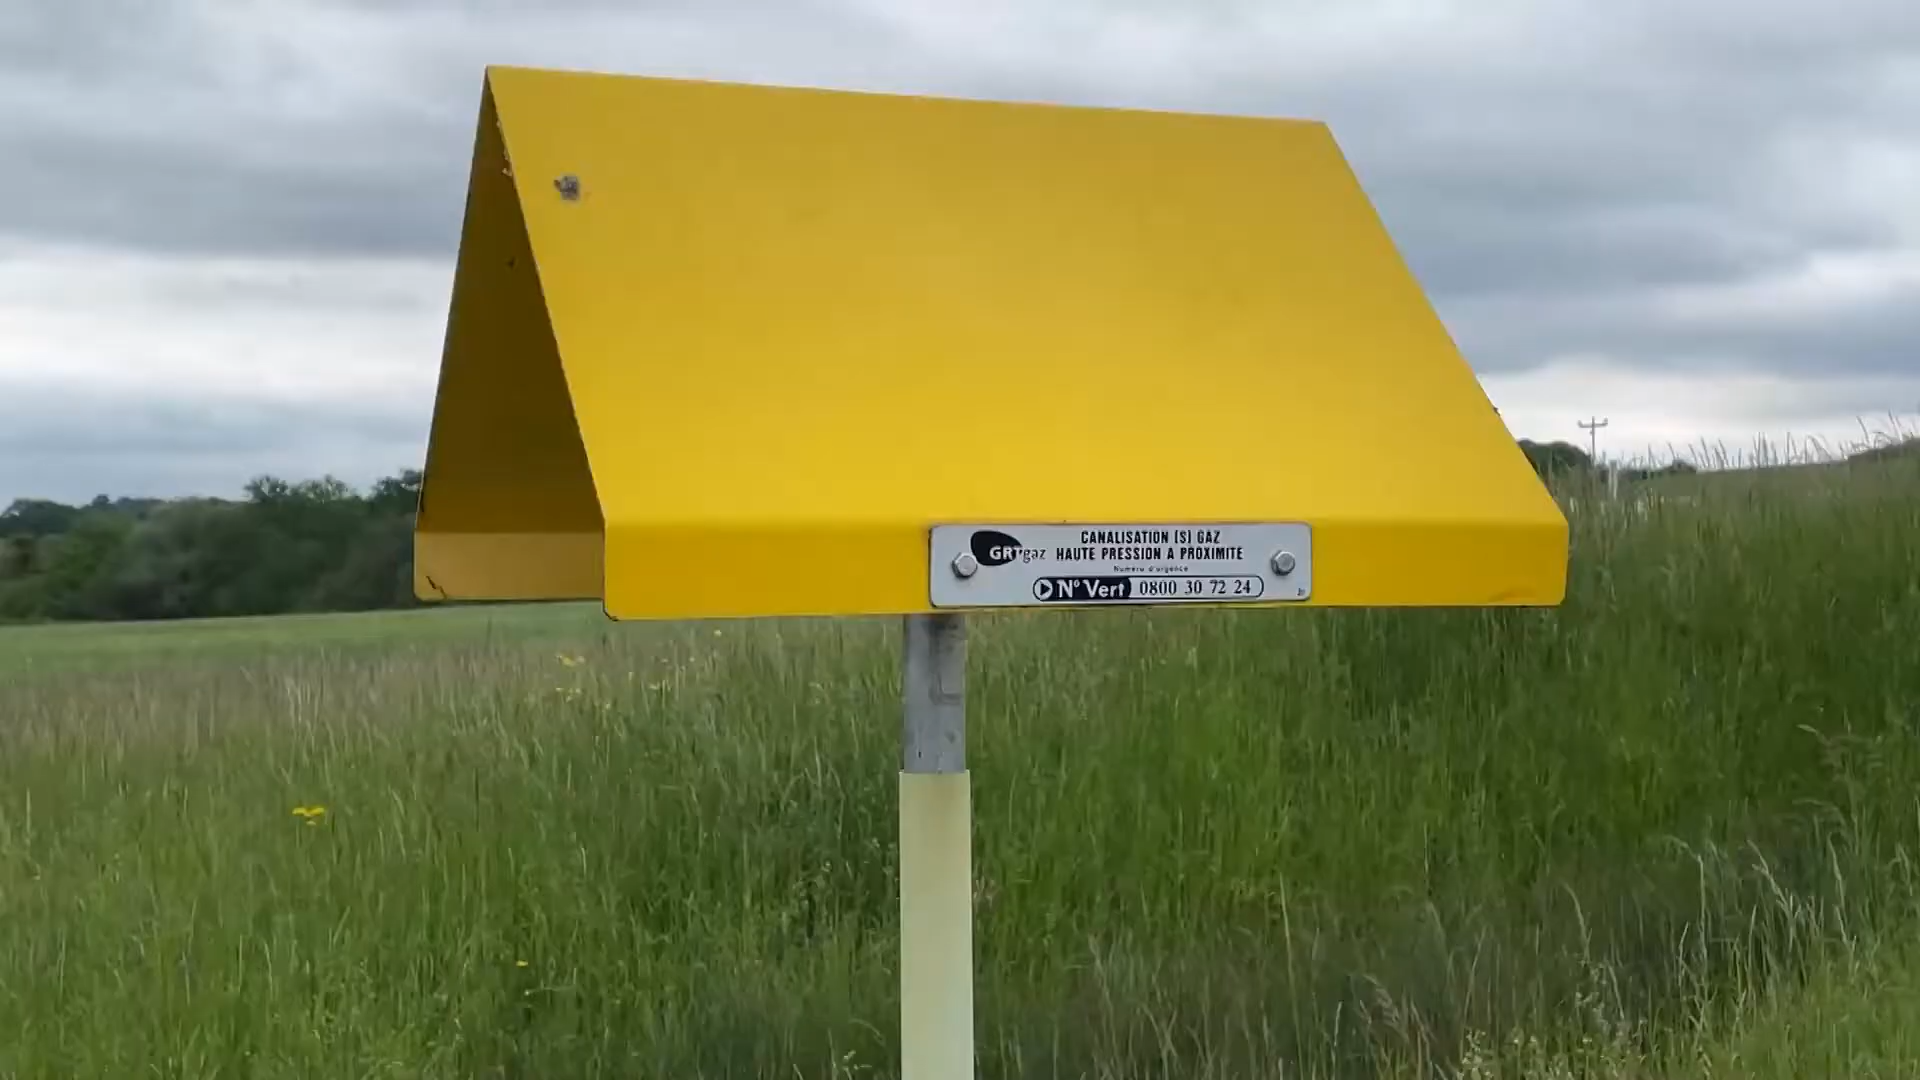 GRTgaz
CANALISATION (S) GAZ
HAUTE PRESSION A PROXIMITE
Numéro d'urgence
N° Vert 0800 30 72 24